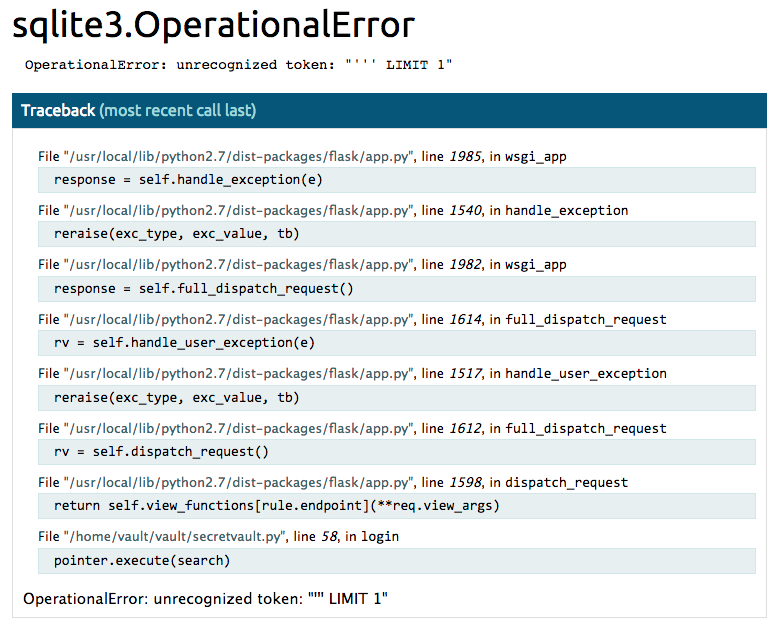 sqlite3.OperationalError
OperationalError: unrecognized token: "''' LIMIT 1"
Traceback (most recent call last)
File "/usr/local/lib/python2.7/dist-packages/flask/app.py", line 1985, in wsgi_app
response = self.handle_exception(e)
File "/usr/local/lib/python2.7/dist-packages/flask/app.py", line 1540, in handle_exception
reraise(exc_type, exc_value, tb)
File "/usr/local/lib/python2.7/dist-packages/flask/app.py", line 1982, in wsgi_app
response = self.full_dispatch_request()
File "/usr/local/lib/python2.7/dist-packages/flask/app.py", line 1614, in full_dispatch_request
rv = self.handle_user_exception(e)
File "/usr/local/lib/python2.7/dist-packages/flask/app.py", line 1517, in handle_user_exception
reraise(exc_type, exc_value, tb)
File "/usr/local/lib/python2.7/dist-packages/flask/app.py", line 1612, in full_dispatch_request
rv = self.dispatch_request()
File "/usr/local/lib/python2.7/dist-packages/flask/app.py", line 1598, in dispatch_request
return self.view_functions[rule.endpoint](**req.view_args)
File "/home/vault/vault/secretvault.py", line 58, in login
pointer.execute(search)
OperationalError: unrecognized token: "''' LIMIT 1"